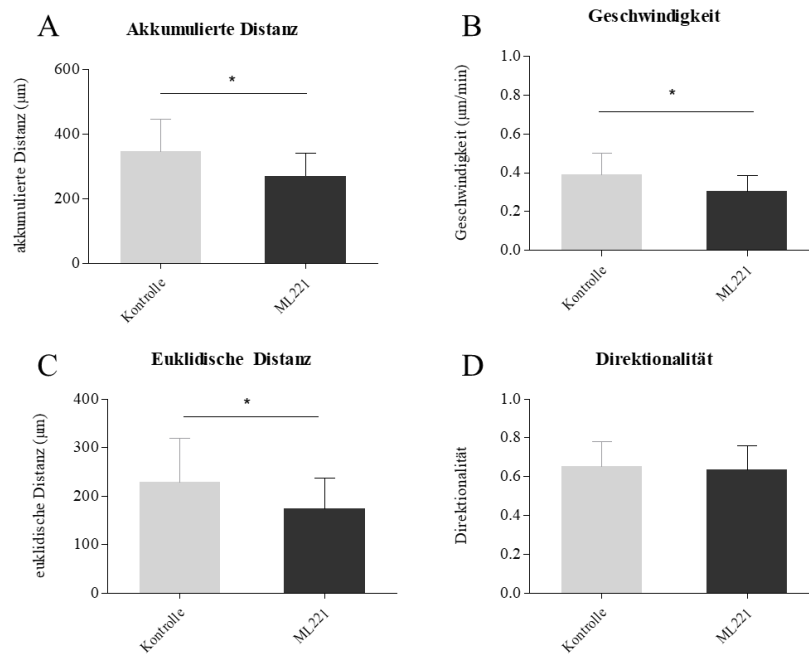 A
Akkumulierte Distanz
akkumulierte Distanz (μm)
600
400
200
0
*
Kontrolle
ML221
B
Geschwindigkeit
Geschwindigkeit (μm/min)
1.0
0.8
0.6
0.4
0.2
0.0
*
Kontrolle
ML221
C
Euklidische Distanz
euklidische Distanz (μm)
400
300
200
100
0
*
Kontrolle
ML221
D
Direktionalität
Direktionalität
1.0
0.8
0.6
0.4
0.2
0.0
Kontrolle
ML221